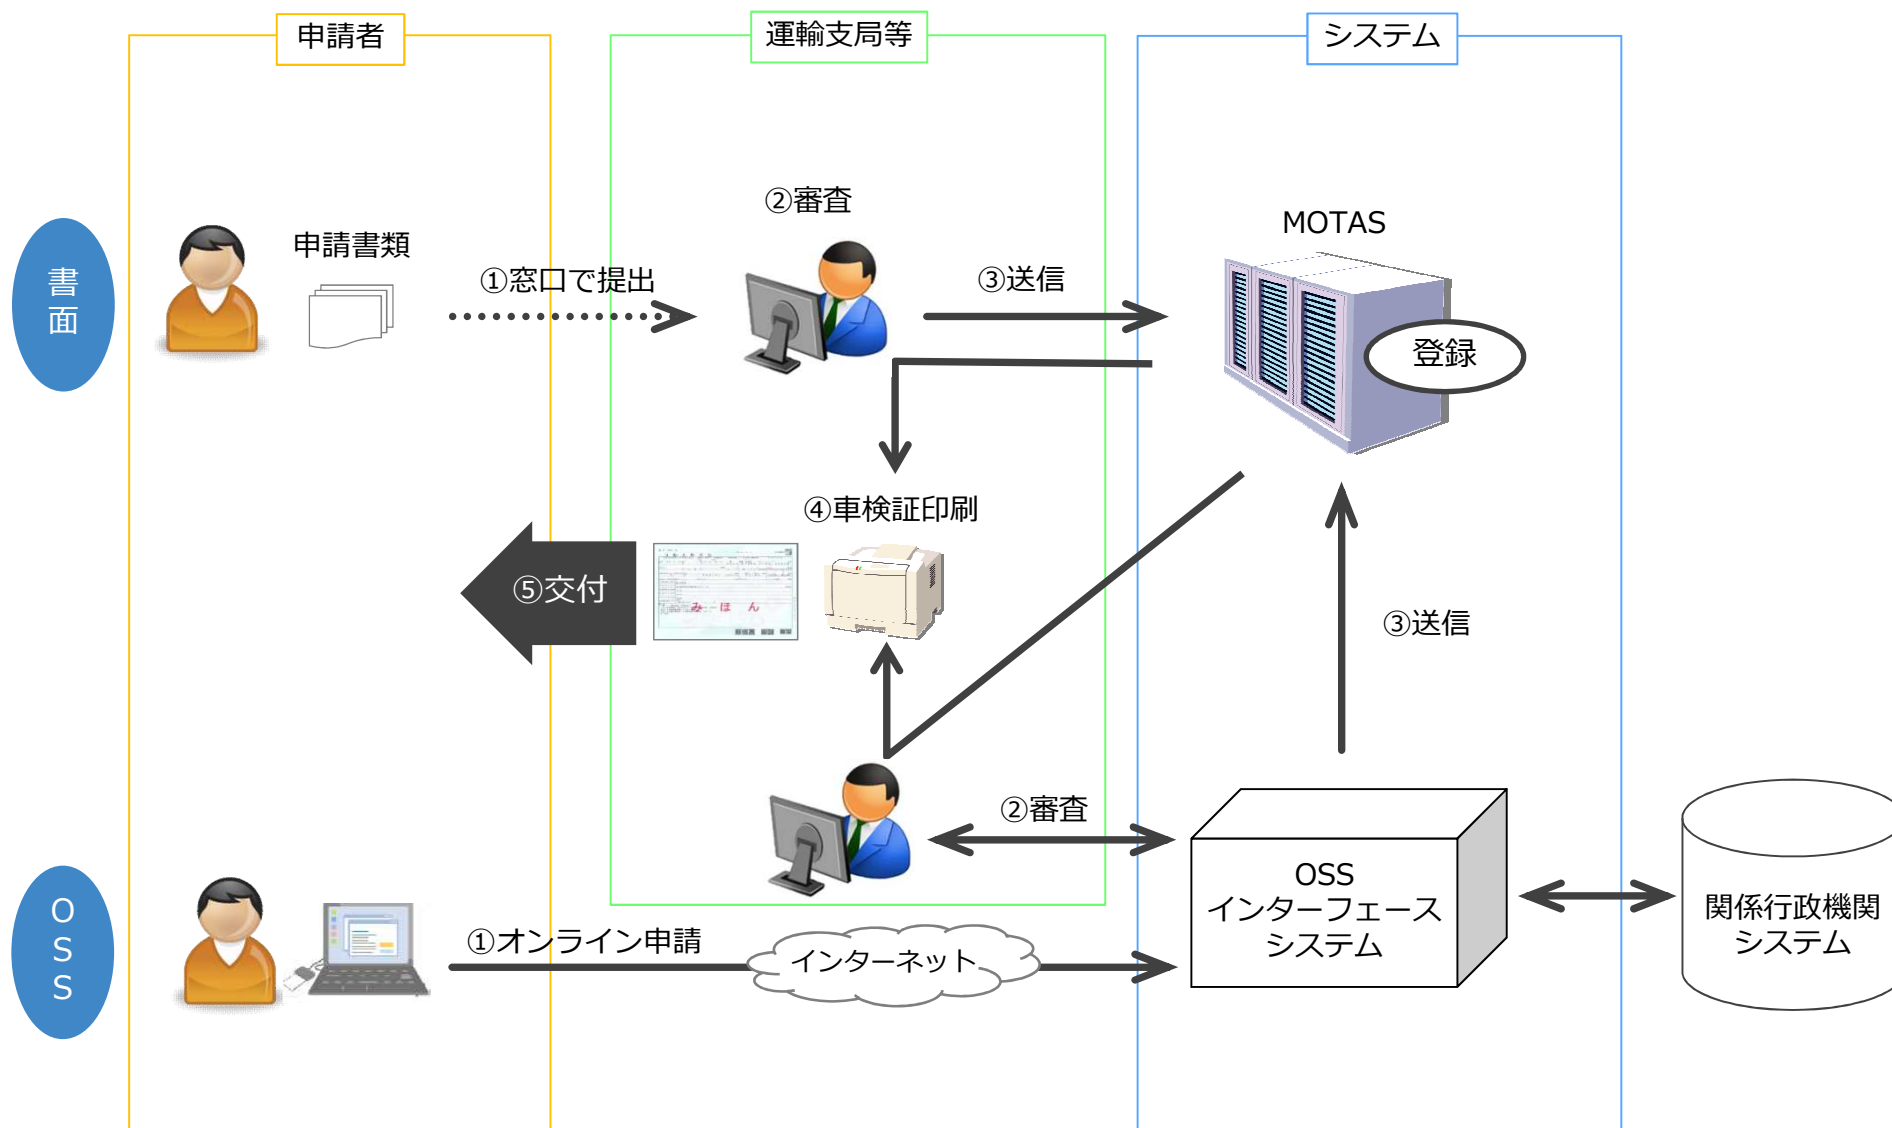 申請者
運輸支局等
システム
書
面
申請書類
①窓口で提出
②審査
③送信
MOTAS
登録
④車検証印刷
⑤交付
みほん
③送信
②審査
O
S
S
①オンライン申請
インターネット
OSS
インターフェース
システム
関係行政機関
システム